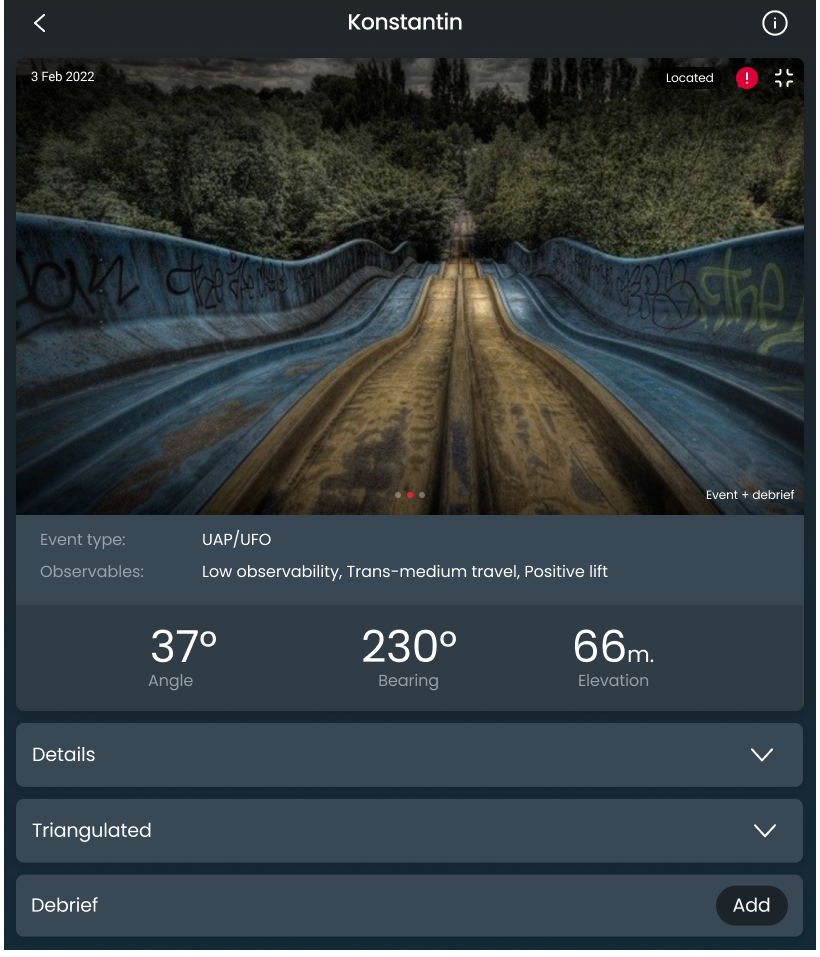 Konstantin
3 Feb 2022
Located
The
Event + debrief
Event type: UAP/UFO
Observables: Low observability, Trans-medium travel, Positive lift
37°
230°
66m.
Angle
Bearing
Elevation
Details
Triangulated
Debrief
Add